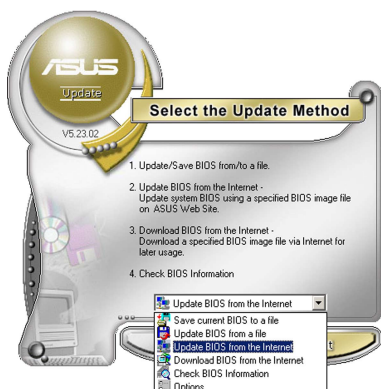 ASUS
Update
V5.23.02
Select the Update Method
1. Update/Save BIOS from/to a file.
2. Update BIOS from the Internet -
Update system BIOS using a specified BIOS image file
on ASUS Web Site.
3. Download BIOS from the Internet -
Download a specified BIOS image file via Internet for
later usage.
4. Check BIOS Information
Update BIOS from the Internet
Save current BIOS to a file
Update BIOS from a file
Update BIOS from the Internet
Download BIOS from the Internet
Check BIOS Information
Options